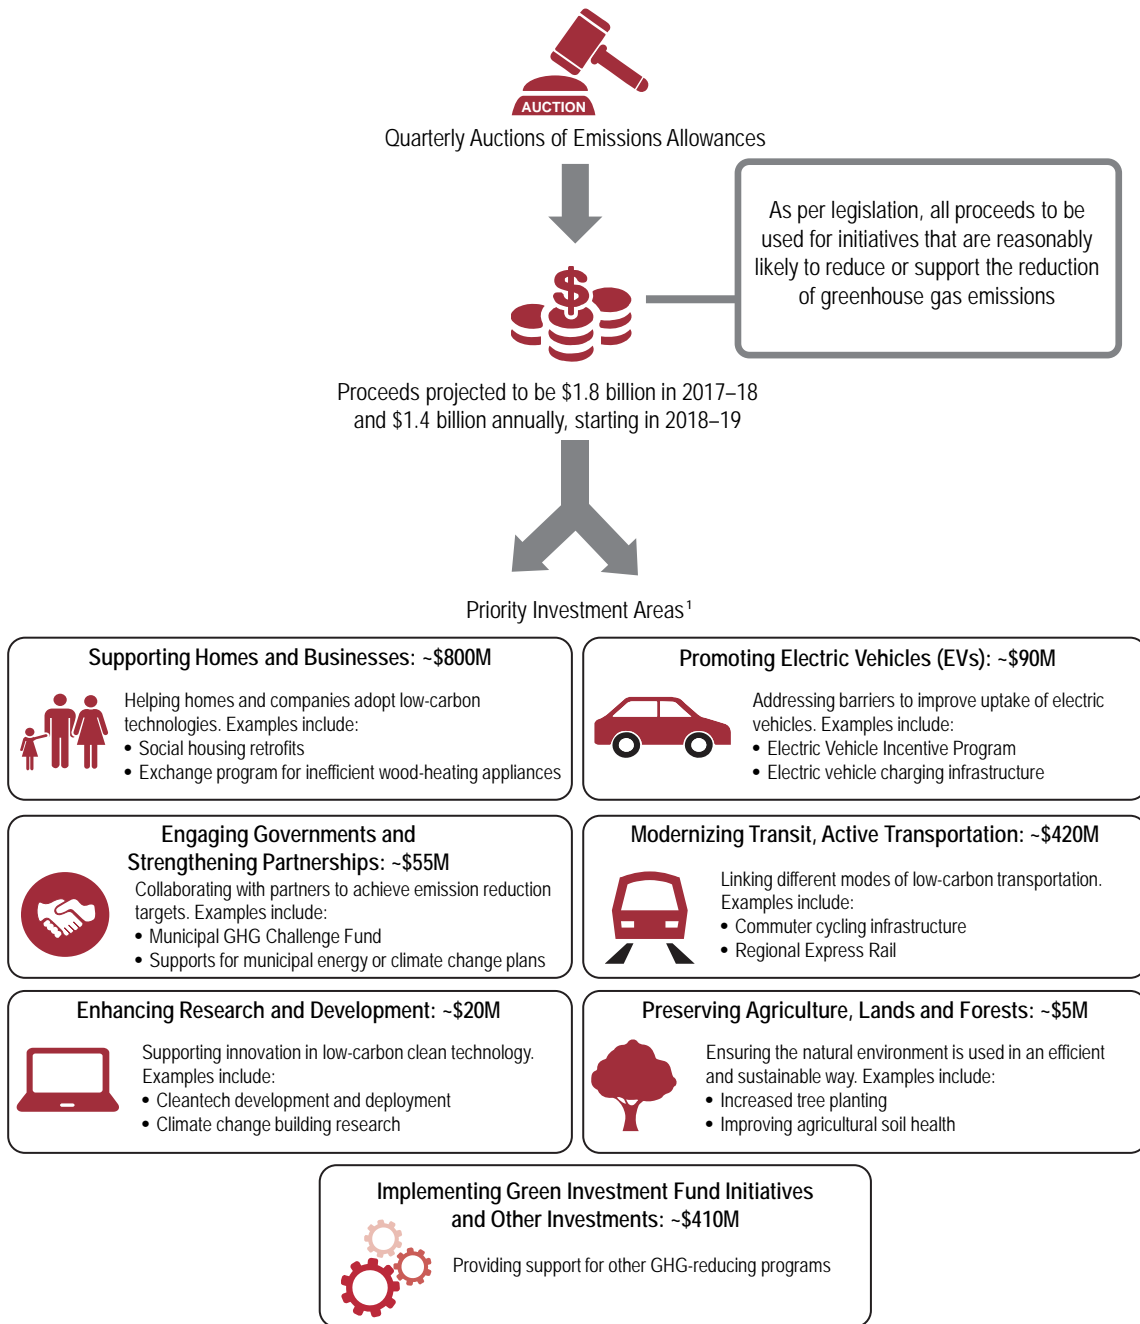 AUCTION
Quarterly Auctions of Emissions Allowances
As per legislation, all proceeds to be
used for initiatives that are reasonably
likely to reduce or support the reduction
of greenhouse gas emissions
$
Proceeds projected to be $1.8 billion in 2017–18
and $1.4 billion annually, starting in 2018–19
Priority Investment Areas¹
Supporting Homes and Businesses: ~$800M
Helping homes and companies adopt low-carbon
technologies. Examples include:
• Social housing retrofits
• Exchange program for inefficient wood-heating appliances
Promoting Electric Vehicles (EVs): ~$90M
Addressing barriers to improve uptake of electric
vehicles. Examples include:
• Electric Vehicle Incentive Program
• Electric vehicle charging infrastructure
Engaging Governments and
Strengthening Partnerships: ~$55M
Collaborating with partners to achieve emission reduction
targets. Examples include:
• Municipal GHG Challenge Fund
• Supports for municipal energy or climate change plans
Modernizing Transit, Active Transportation: ~$420M
Linking different modes of low-carbon transportation.
Examples include:
• Commuter cycling infrastructure
• Regional Express Rail
Enhancing Research and Development: ~$20M
Supporting innovation in low-carbon clean technology.
Examples include:
• Cleantech development and deployment
• Climate change building research
Preserving Agriculture, Lands and Forests: ~$5M
Ensuring the natural environment is used in an efficient
and sustainable way. Examples include:
• Increased tree planting
• Improving agricultural soil health
Implementing Green Investment Fund Initiatives
and Other Investments: ~$410M
Providing support for other GHG-reducing programs